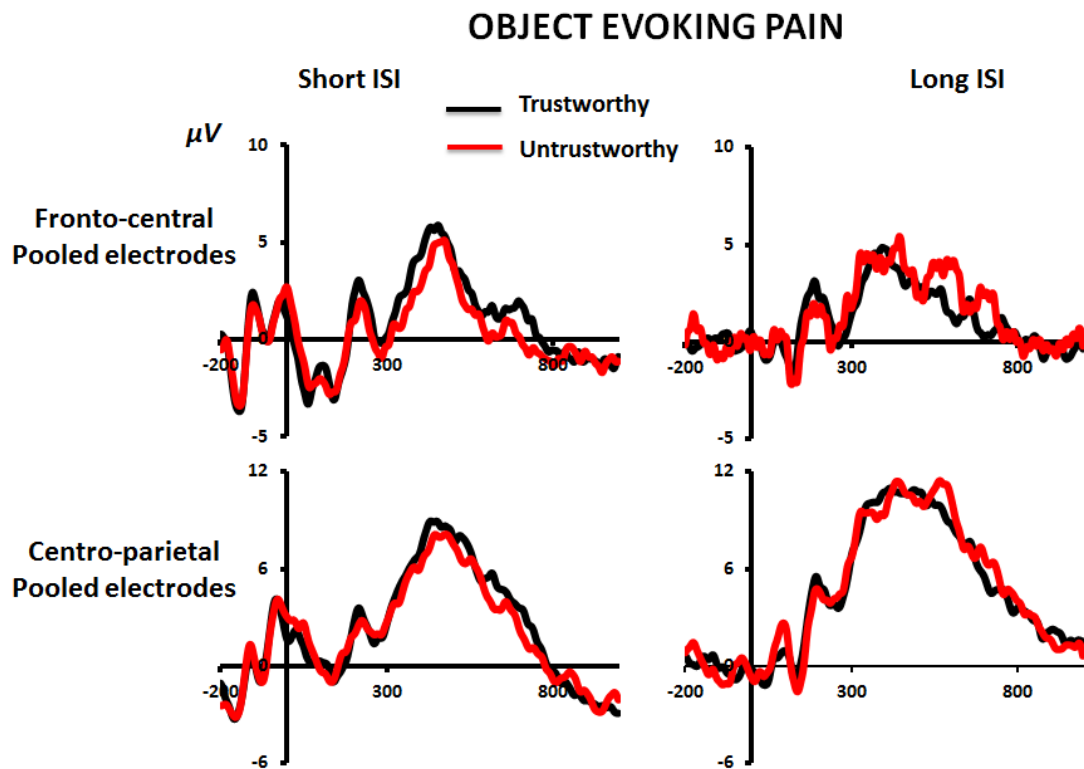 OBJECT EVOKING PAIN
Short ISI
Long ISI
Trustworthy
Untrustworthy
µV
Fronto-central
Pooled electrodes
10
5
0
-5
-200
300
800
10
5
0
-5
-200
300
800
Centro-parietal
Pooled electrodes
12
6
0
-6
-200
300
800
12
6
0
-6
-200
300
800